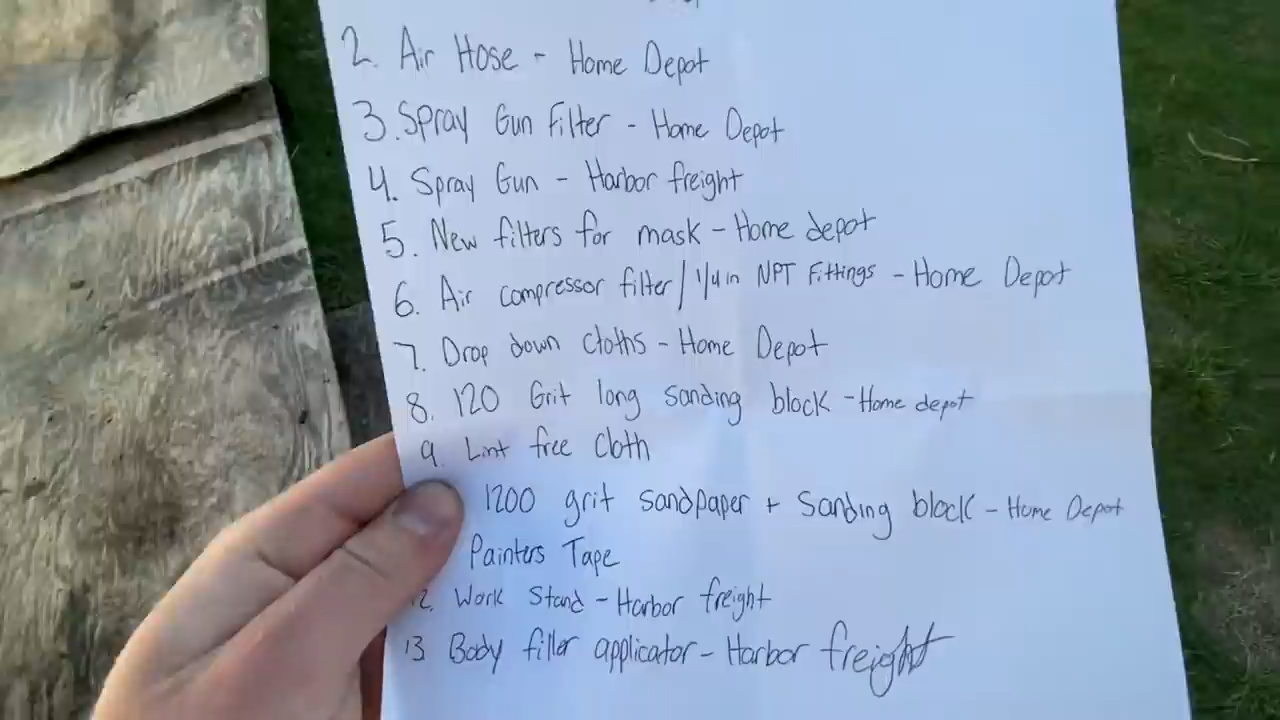 2. Air Hose - Home Depot
3. Spray Gun Filter - Home Depot
4. Spray Gun - Harbor freight
5. New filters for mask - Home depot
6. Air compressor filter / 1/4 in NPT Fittings - Home Depot
7. Drop down cloths - Home Depot
8. 120 Grit long sanding block - Home depot
9. Lint free cloth
1200 grit sandpaper + Sanding block - Home Depot
Painters Tape
2. Work Stand - Harbor freight
13 Body filler applicator - Harbor freight